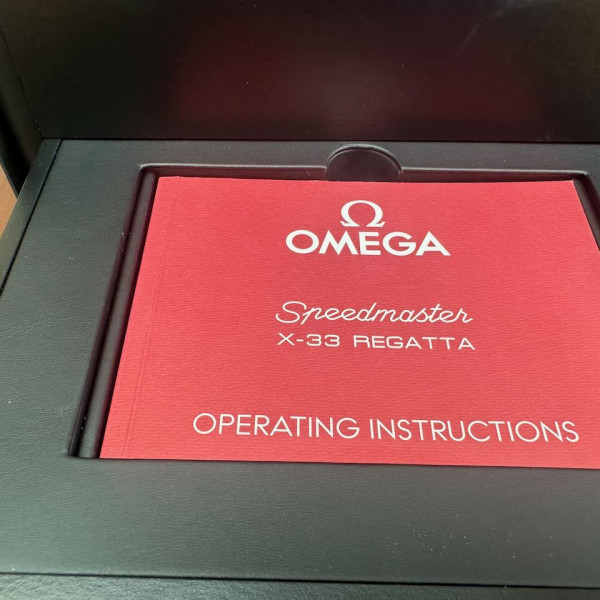 Ω
OMEGA
Speedmaster
X-33 REGATTA
OPERATING INSTRUCTIONS